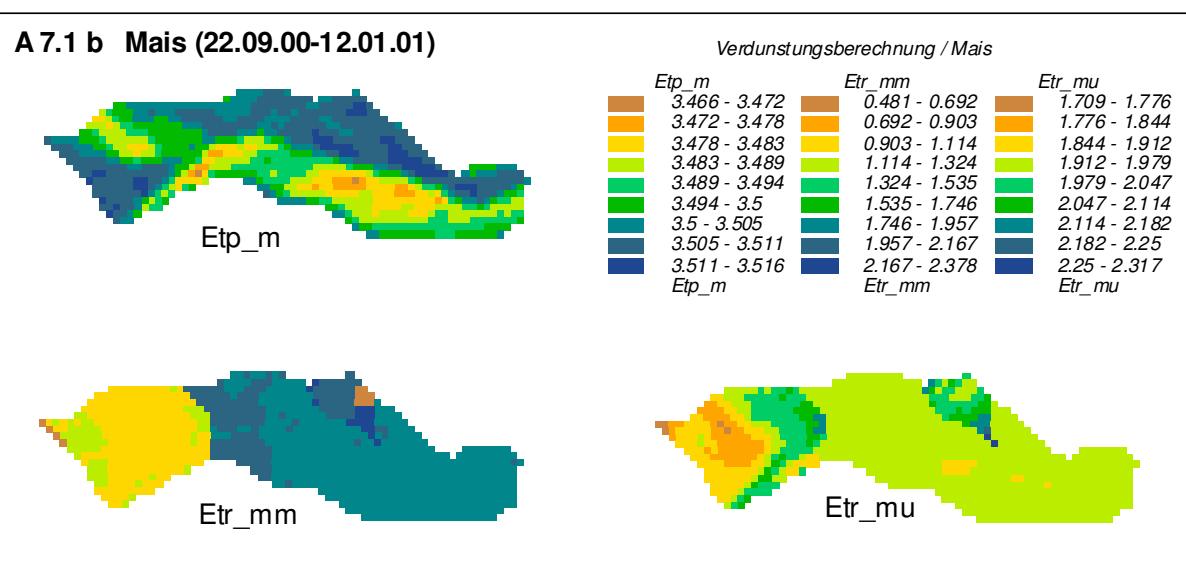 A 7.1 b Mais (22.09.00-12.01.01)
Verdunstungsberechnung / Mais
Etp_m Etr_mm Etr_mu
3.466 - 3.472 0.481 - 0.692 1.709 - 1.776
3.472 - 3.478 0.692 - 0.903 1.776 - 1.844
3.478 - 3.483 0.903 - 1.114 1.844 - 1.912
3.483 - 3.489 1.114 - 1.324 1.912 - 1.979
3.489 - 3.494 1.324 - 1.535 1.979 - 2.047
3.494 - 3.5 1.535 - 1.746 2.047 - 2.114
3.5 - 3.505 1.746 - 1.957 2.114 - 2.182
3.505 - 3.511 1.957 - 2.167 2.182 - 2.25
3.511 - 3.516 2.167 - 2.378 2.25 - 2.317
Etp_m Etr_mm Etr_mu
Etp_m
Etr_mm
Etr_mu